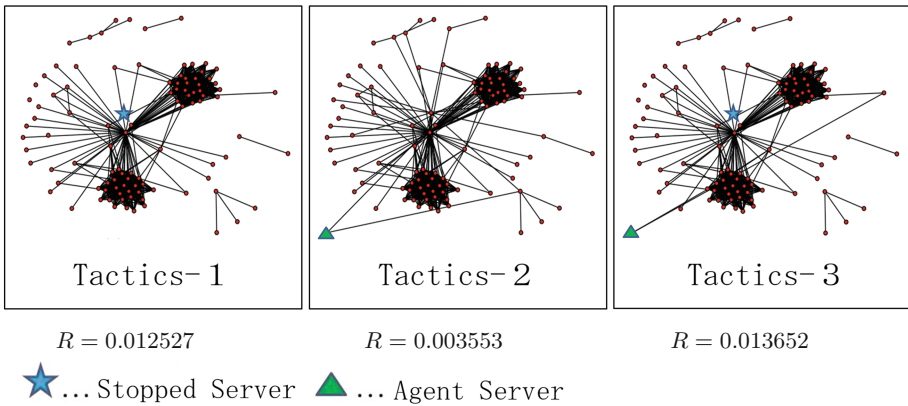 Tactics-1
Tactics-2
Tactics-3
R = 0.012527
R = 0.003553
R = 0.013652
... Stopped Server
... Agent Server